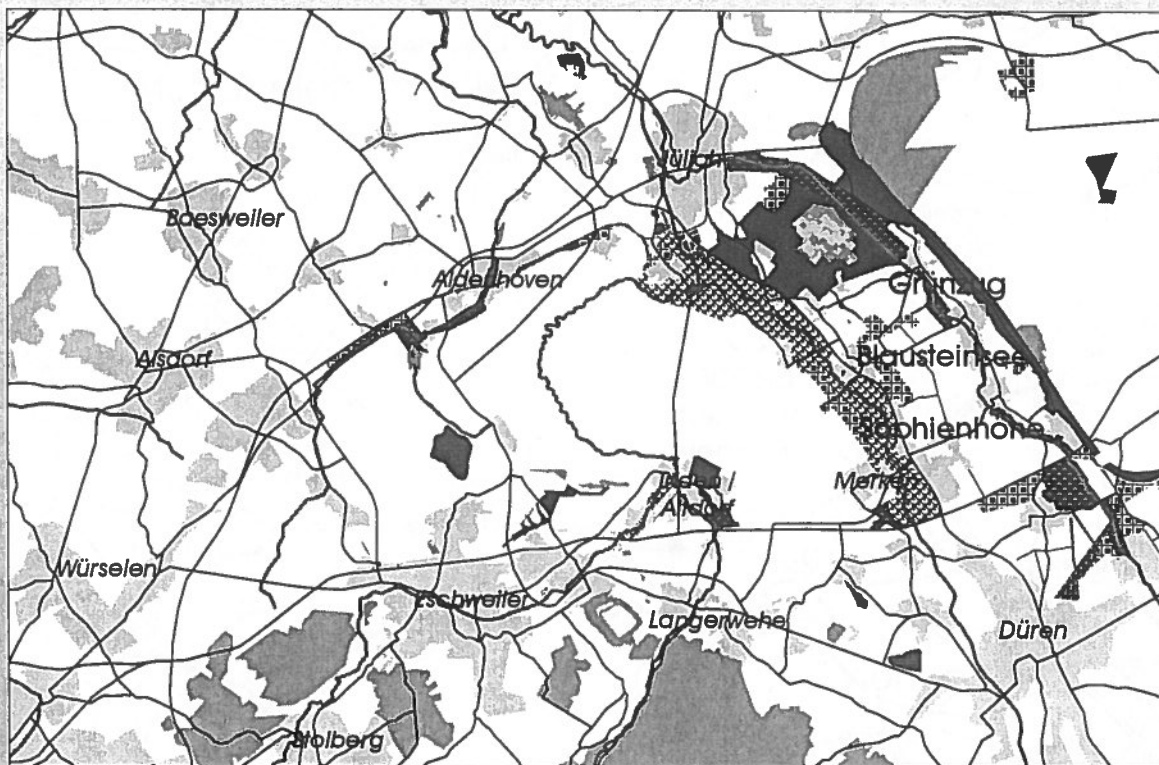 Jülich
Baesweiler
Aldenhoven
Grünzug
Alsdorf
Blausteinsee
Sophienhöhe
Inden /
Altdorf
Merken
Würselen
Eschweiler
Langerwehe
Düren
Stolberg